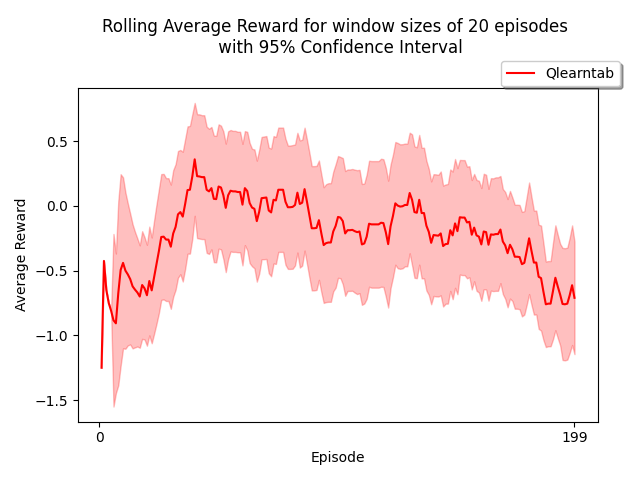 Rolling Average Reward for window sizes of 20 episodes
with 95% Confidence Interval
Qlearntab
Average Reward
0.5
0.0
−0.5
−1.0
−1.5
0
199
Episode